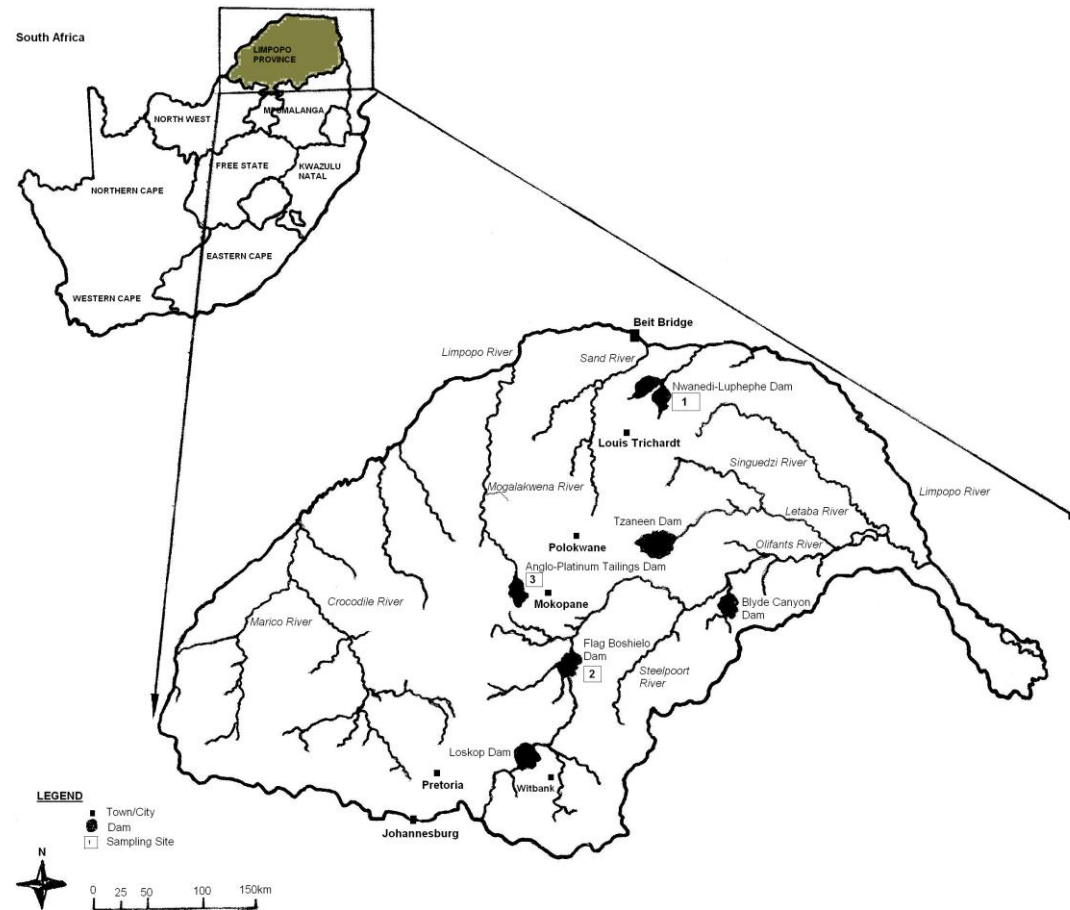 South Africa
LIMPOPO
PROVINCE
NORTH WEST
MPUMALANGA
FREE STATE
KWAZULU
NATAL
NORTHERN CAPE
EASTERN CAPE
WESTERN CAPE
Beit Bridge
Limpopo River
Sand River
Nwanedi-Luphephe Dam
1
Louis Trichardt
Singuedzi River
Mogalakwena River
Limpopo River
Letaba River
Tzaneen Dam
Polokwane
Olifants River
Anglo-Platinum Tailings Dam
3
Mokopane
Crocodile River
Blyde Canyon
Dam
Marico River
Flag Boshielo
Dam
2
Steelpoort
River
Loskop Dam
Pretoria
Witbank
Johannesburg
LEGEND
Town/City
Dam
1 Sampling Site
N
0 25 50 100 150km